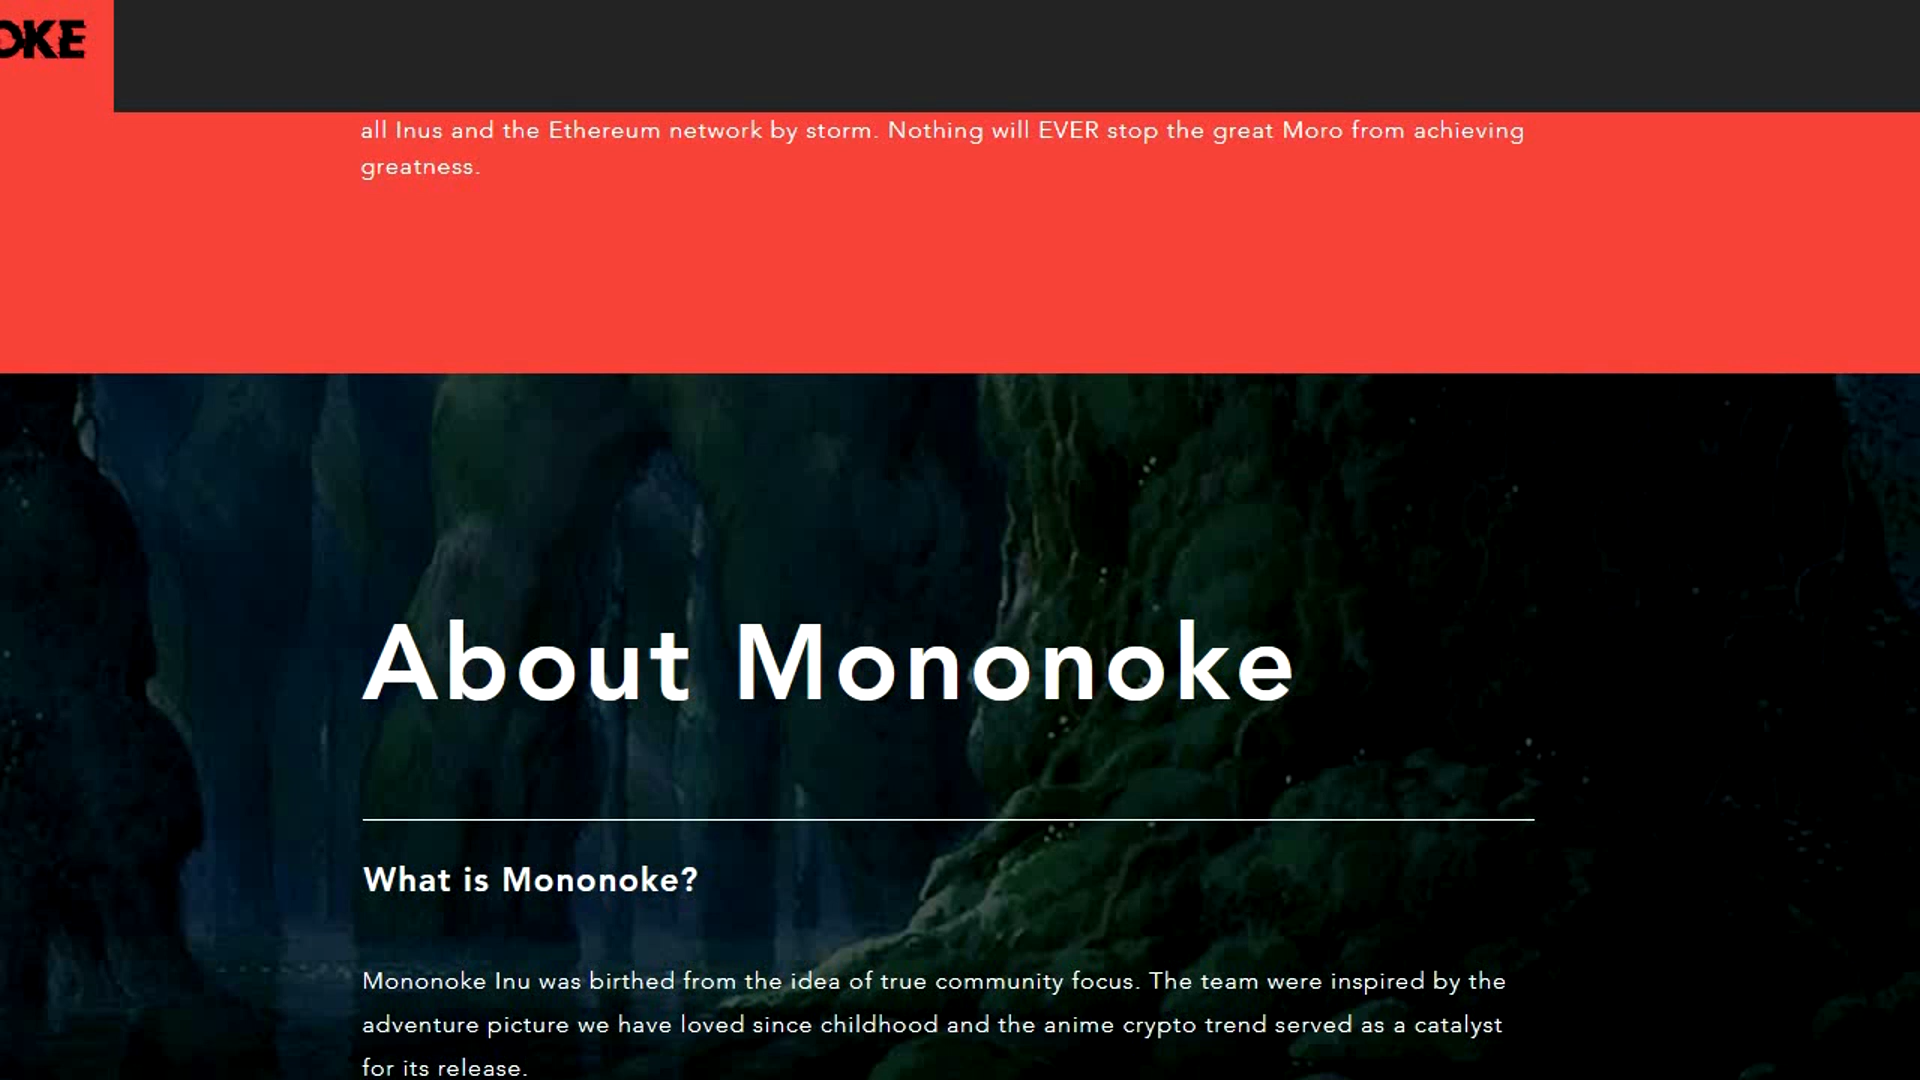 OKE
all Inus and the Ethereum network by storm. Nothing will EVER stop the great Moro from achieving
greatness.
About Mononoke
What is Mononoke?
Mononoke Inu was birthed from the idea of true community focus. The team were inspired by the
adventure picture we have loved since childhood and the anime crypto trend served as a catalyst
for its release.